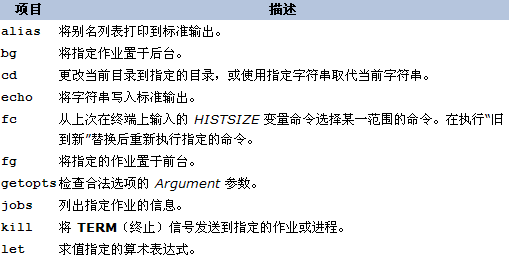 项目 描述
alias 将别名列表打印到标准输出。
bg 将指定作业置于后台。
cd 更改当前目录到指定的目录，或使用指定字符串取代当前字符串。
echo 将字符串写入标准输出。
fc 从上次在终端上输入的 HISTSIZE 变量命令选择某一范围的命令。在执行“旧
到新”替换后重新执行指定的命令。
fg 将指定的作业置于前台。
getopts 检查合法选项的 Argument 参数。
jobs 列出指定作业的信息。
kill 将 TERM（终止）信号发送到指定的作业或进程。
let 求值指定的算术表达式。